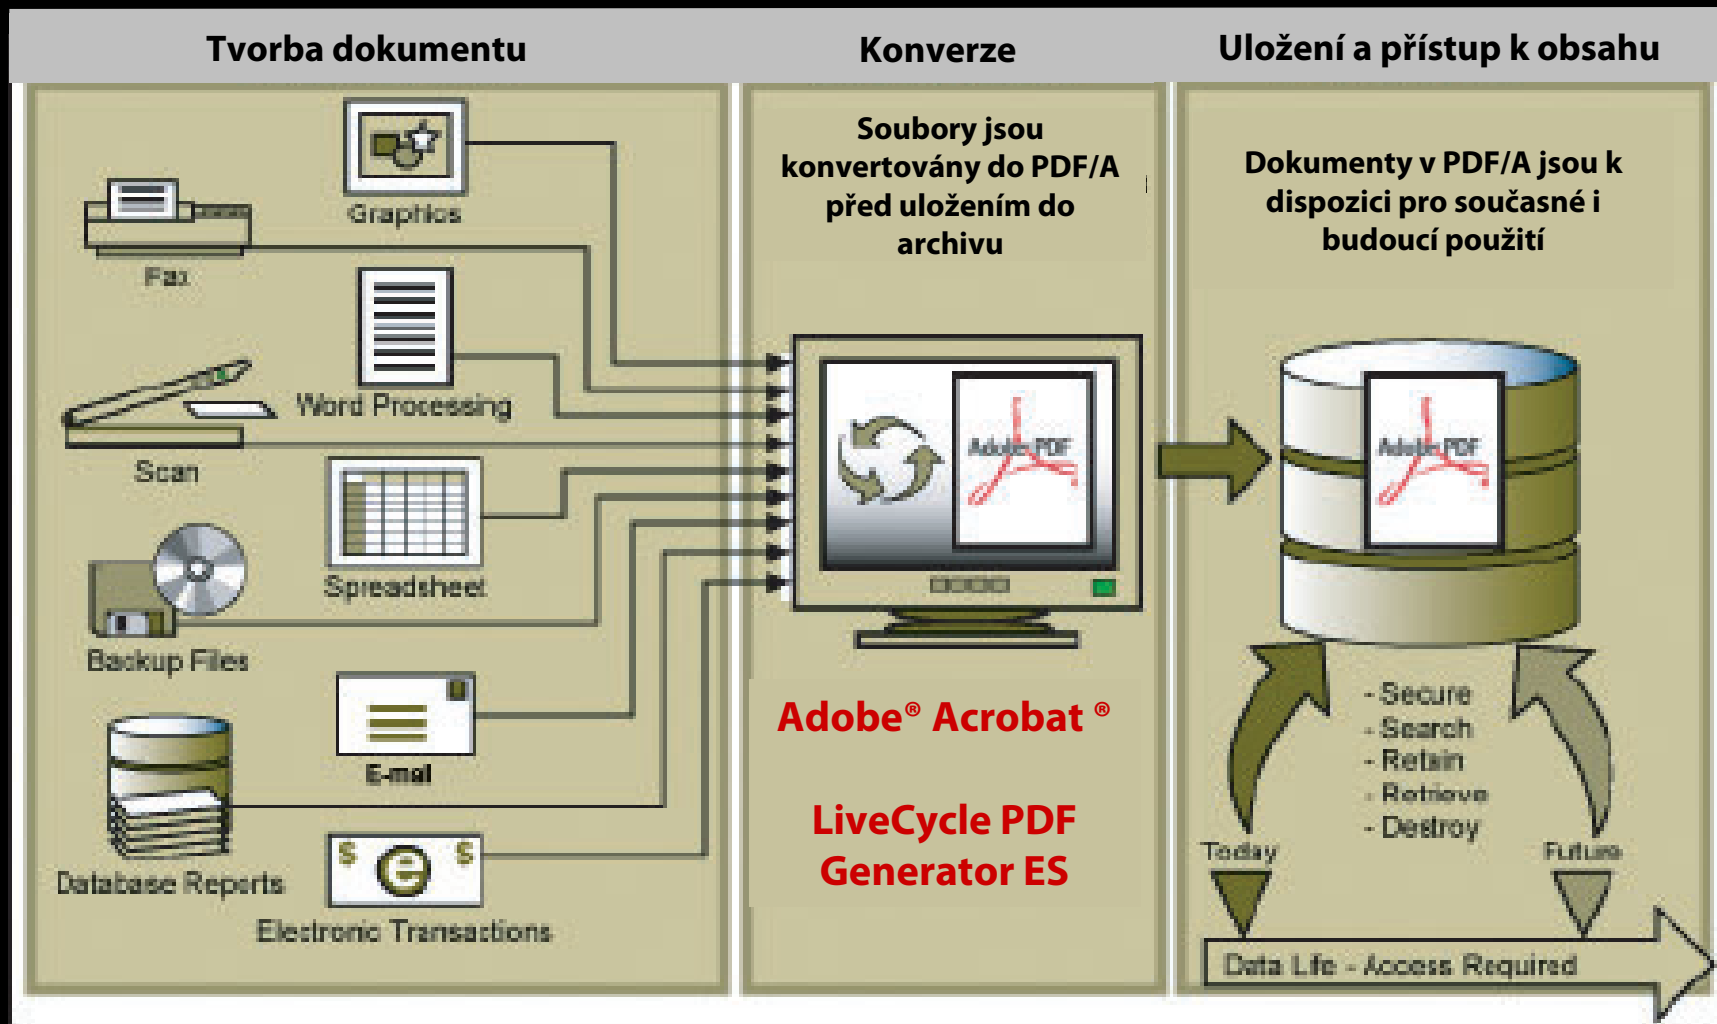 Tvorba dokumentu
Konverze
Uložení a přístup k obsahu
Graphics
Fax
Word Processing
Scan
Spreadsheet
Backup Files
E-mail
Database Reports
$ e $
Electronic Transactions
Soubory jsou
konvertovány do PDF/A
před uložením do
archivu
Adobe PDF
Adobe® Acrobat ®
LiveCycle PDF
Generator ES
Dokumenty v PDF/A jsou k
dispozici pro současné i
budoucí použití
Adobe PDF
- Secure
- Search
- Retain
- Retrieve
- Destroy
Today
Future
Data Life - Access Required